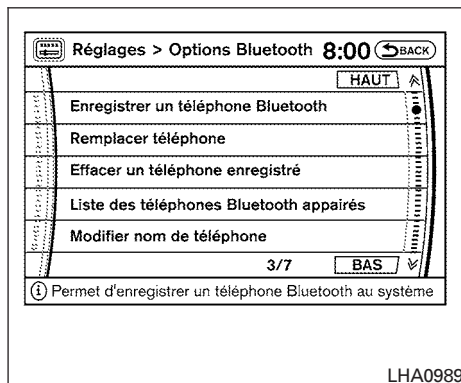 Réglages > Options Bluetooth 8:00 BACK
HAUT
Enregistrer un téléphone Bluetooth
Remplacer téléphone
Effacer un téléphone enregistré
Liste des téléphones Bluetooth appairés
Modifier nom de téléphone
3/7 BAS
i Permet d'enregistrer un téléphone Bluetooth au système
LHA0989